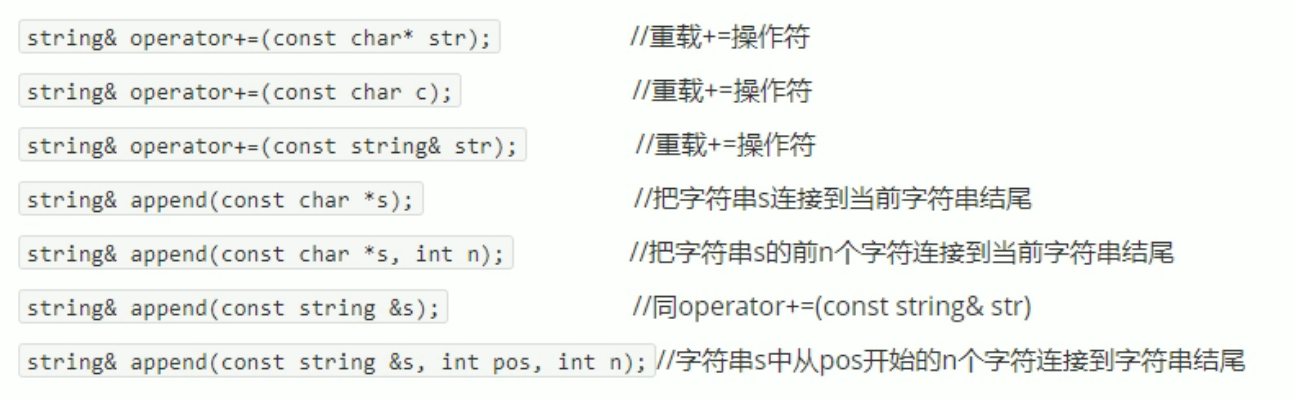 string& operator+=(const char* str); //重载+=操作符
string& operator+=(const char c); //重载+=操作符
string& operator+=(const string& str); //重载+=操作符
string& append(const char *s); //把字符串s连接到当前字符串结尾
string& append(const char *s, int n); //把字符串s的前n个字符连接到当前字符串结尾
string& append(const string &s); //同operator+=(const string& str)
string& append(const string &s, int pos, int n); //字符串s中从pos开始的n个字符连接到字符串结尾